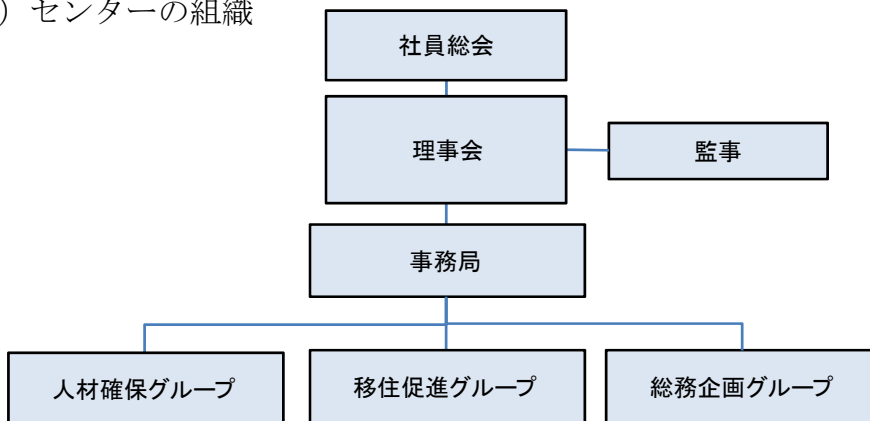 ）センターの組織
社員総会
理事会
監事
事務局
人材確保グループ
移住促進グループ
総務企画グループ